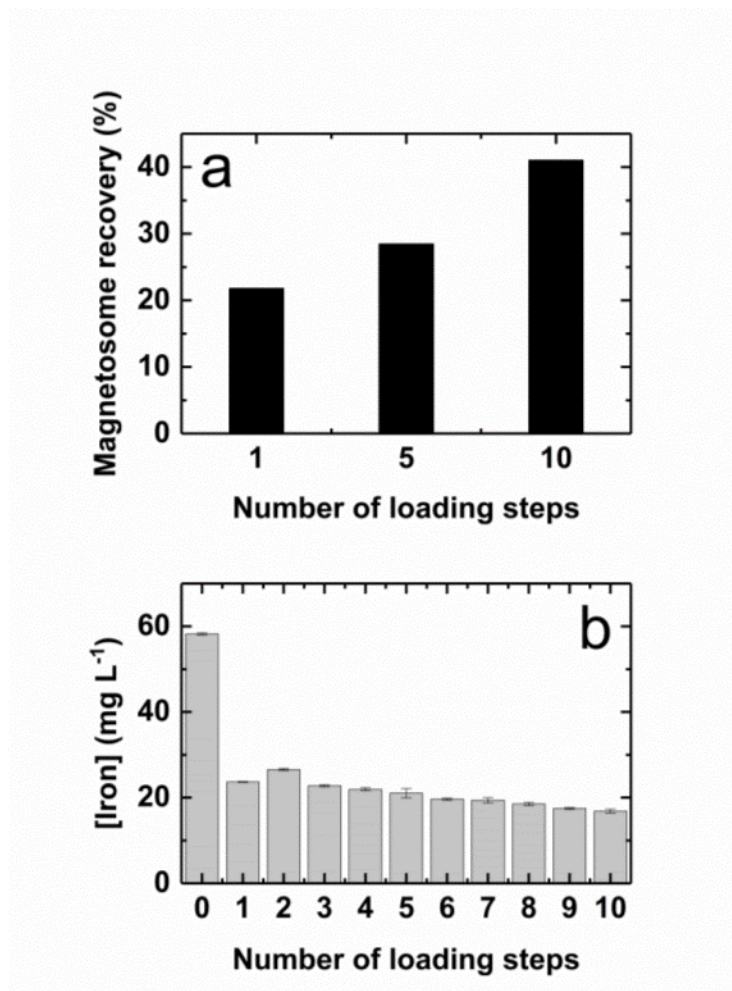 a
Magnetosome recovery (%)
40
30
20
10
0
1 5 10
Number of loading steps
b
[Iron] (mg L⁻¹)
60
40
20
0
0 1 2 3 4 5 6 7 8 9 10
Number of loading steps